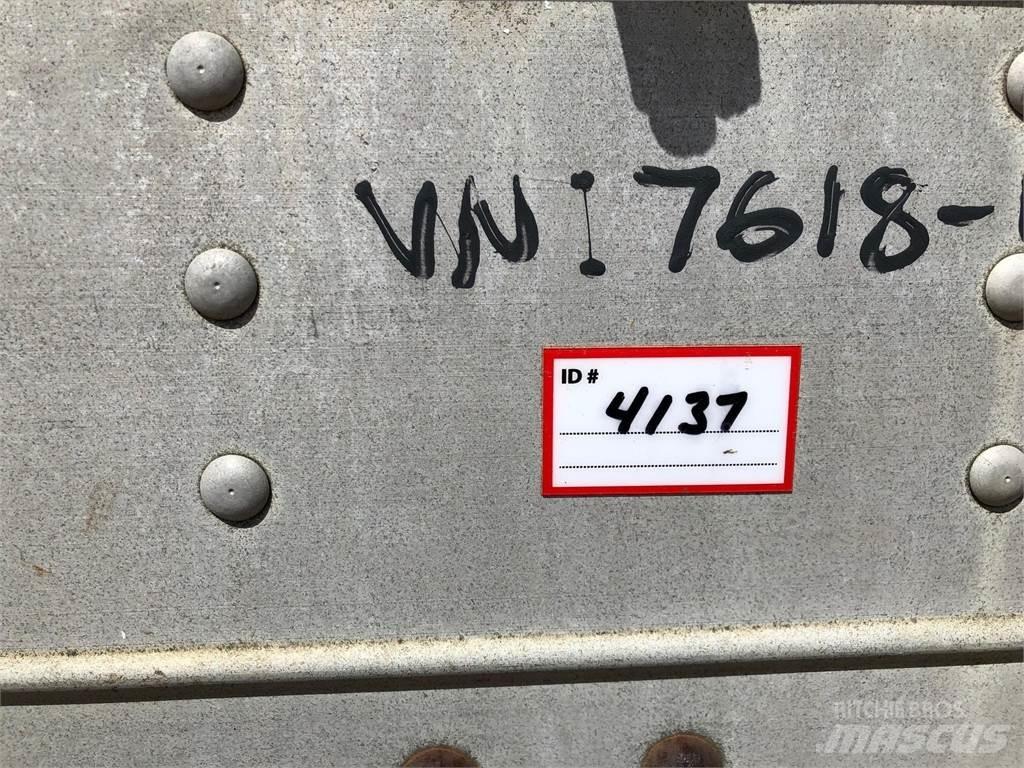 VN: 7618-
ID #
4137
RITCHIE BROS
MASCUS